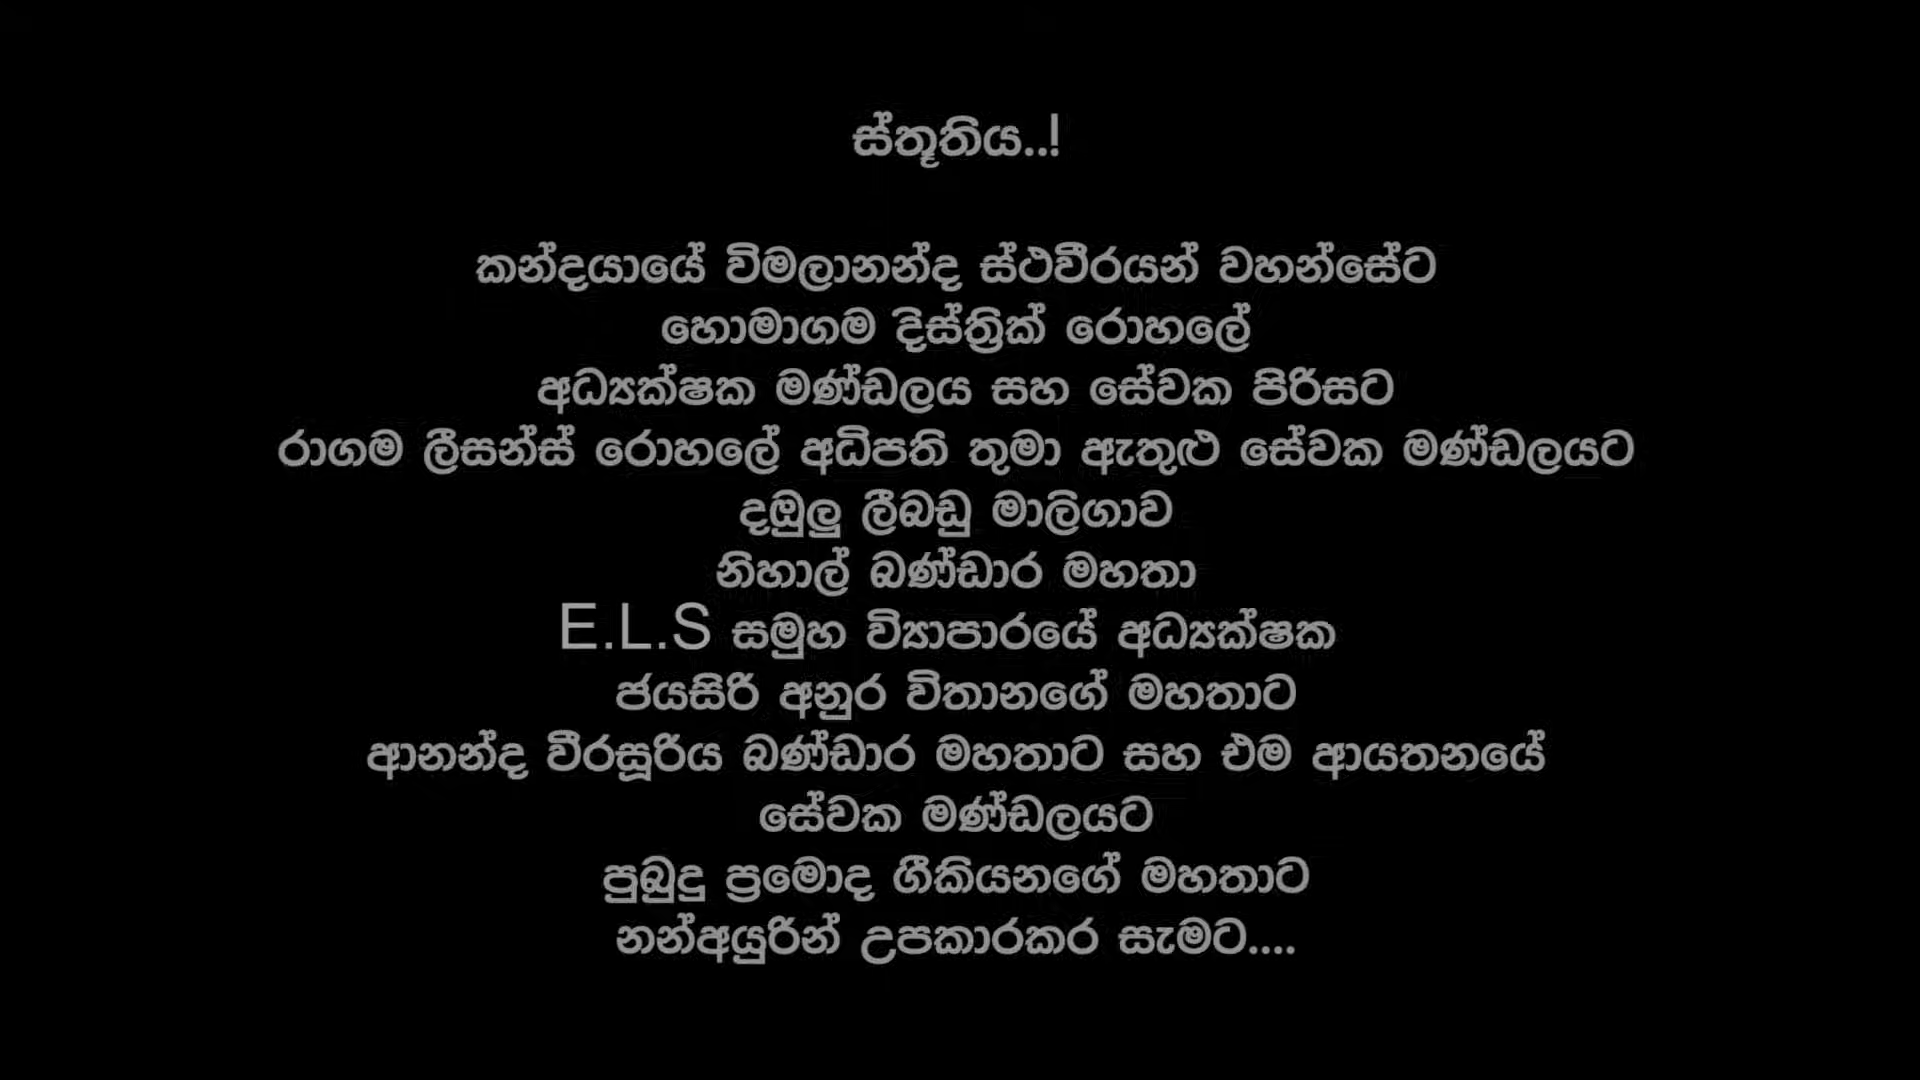 ස්තූතිය..!
කන්දයායේ විමලානන්ද ස්ථවීරයන් වහන්සේට
හොමාගම දිස්ත්‍රික් රොහලේ
අධ්‍යක්ෂක මණ්ඩලය සහ සේවක පිරිසට
රාගම ලීසන්ස් රොහලේ අධිපති තුමා ඇතුළු සේවක මණ්ඩලයට
දඹුලු ලීබඩු මාලිගාව
නිහාල් බණ්ඩාර මහතා
E.L.S සමුහ ව්‍යාපාරයේ අධ්‍යක්ෂක
ජයසිරි අනුර විතානගේ මහතාට
ආනන්ද වීරසූරිය බණ්ඩාර මහතාට සහ එම ආයතනයේ
සේවක මණ්ඩලයට
පුබුදු ප්‍රමොද ගීකියනගේ මහතාට
නන්අයුරින් උපකාරකර සැමට....